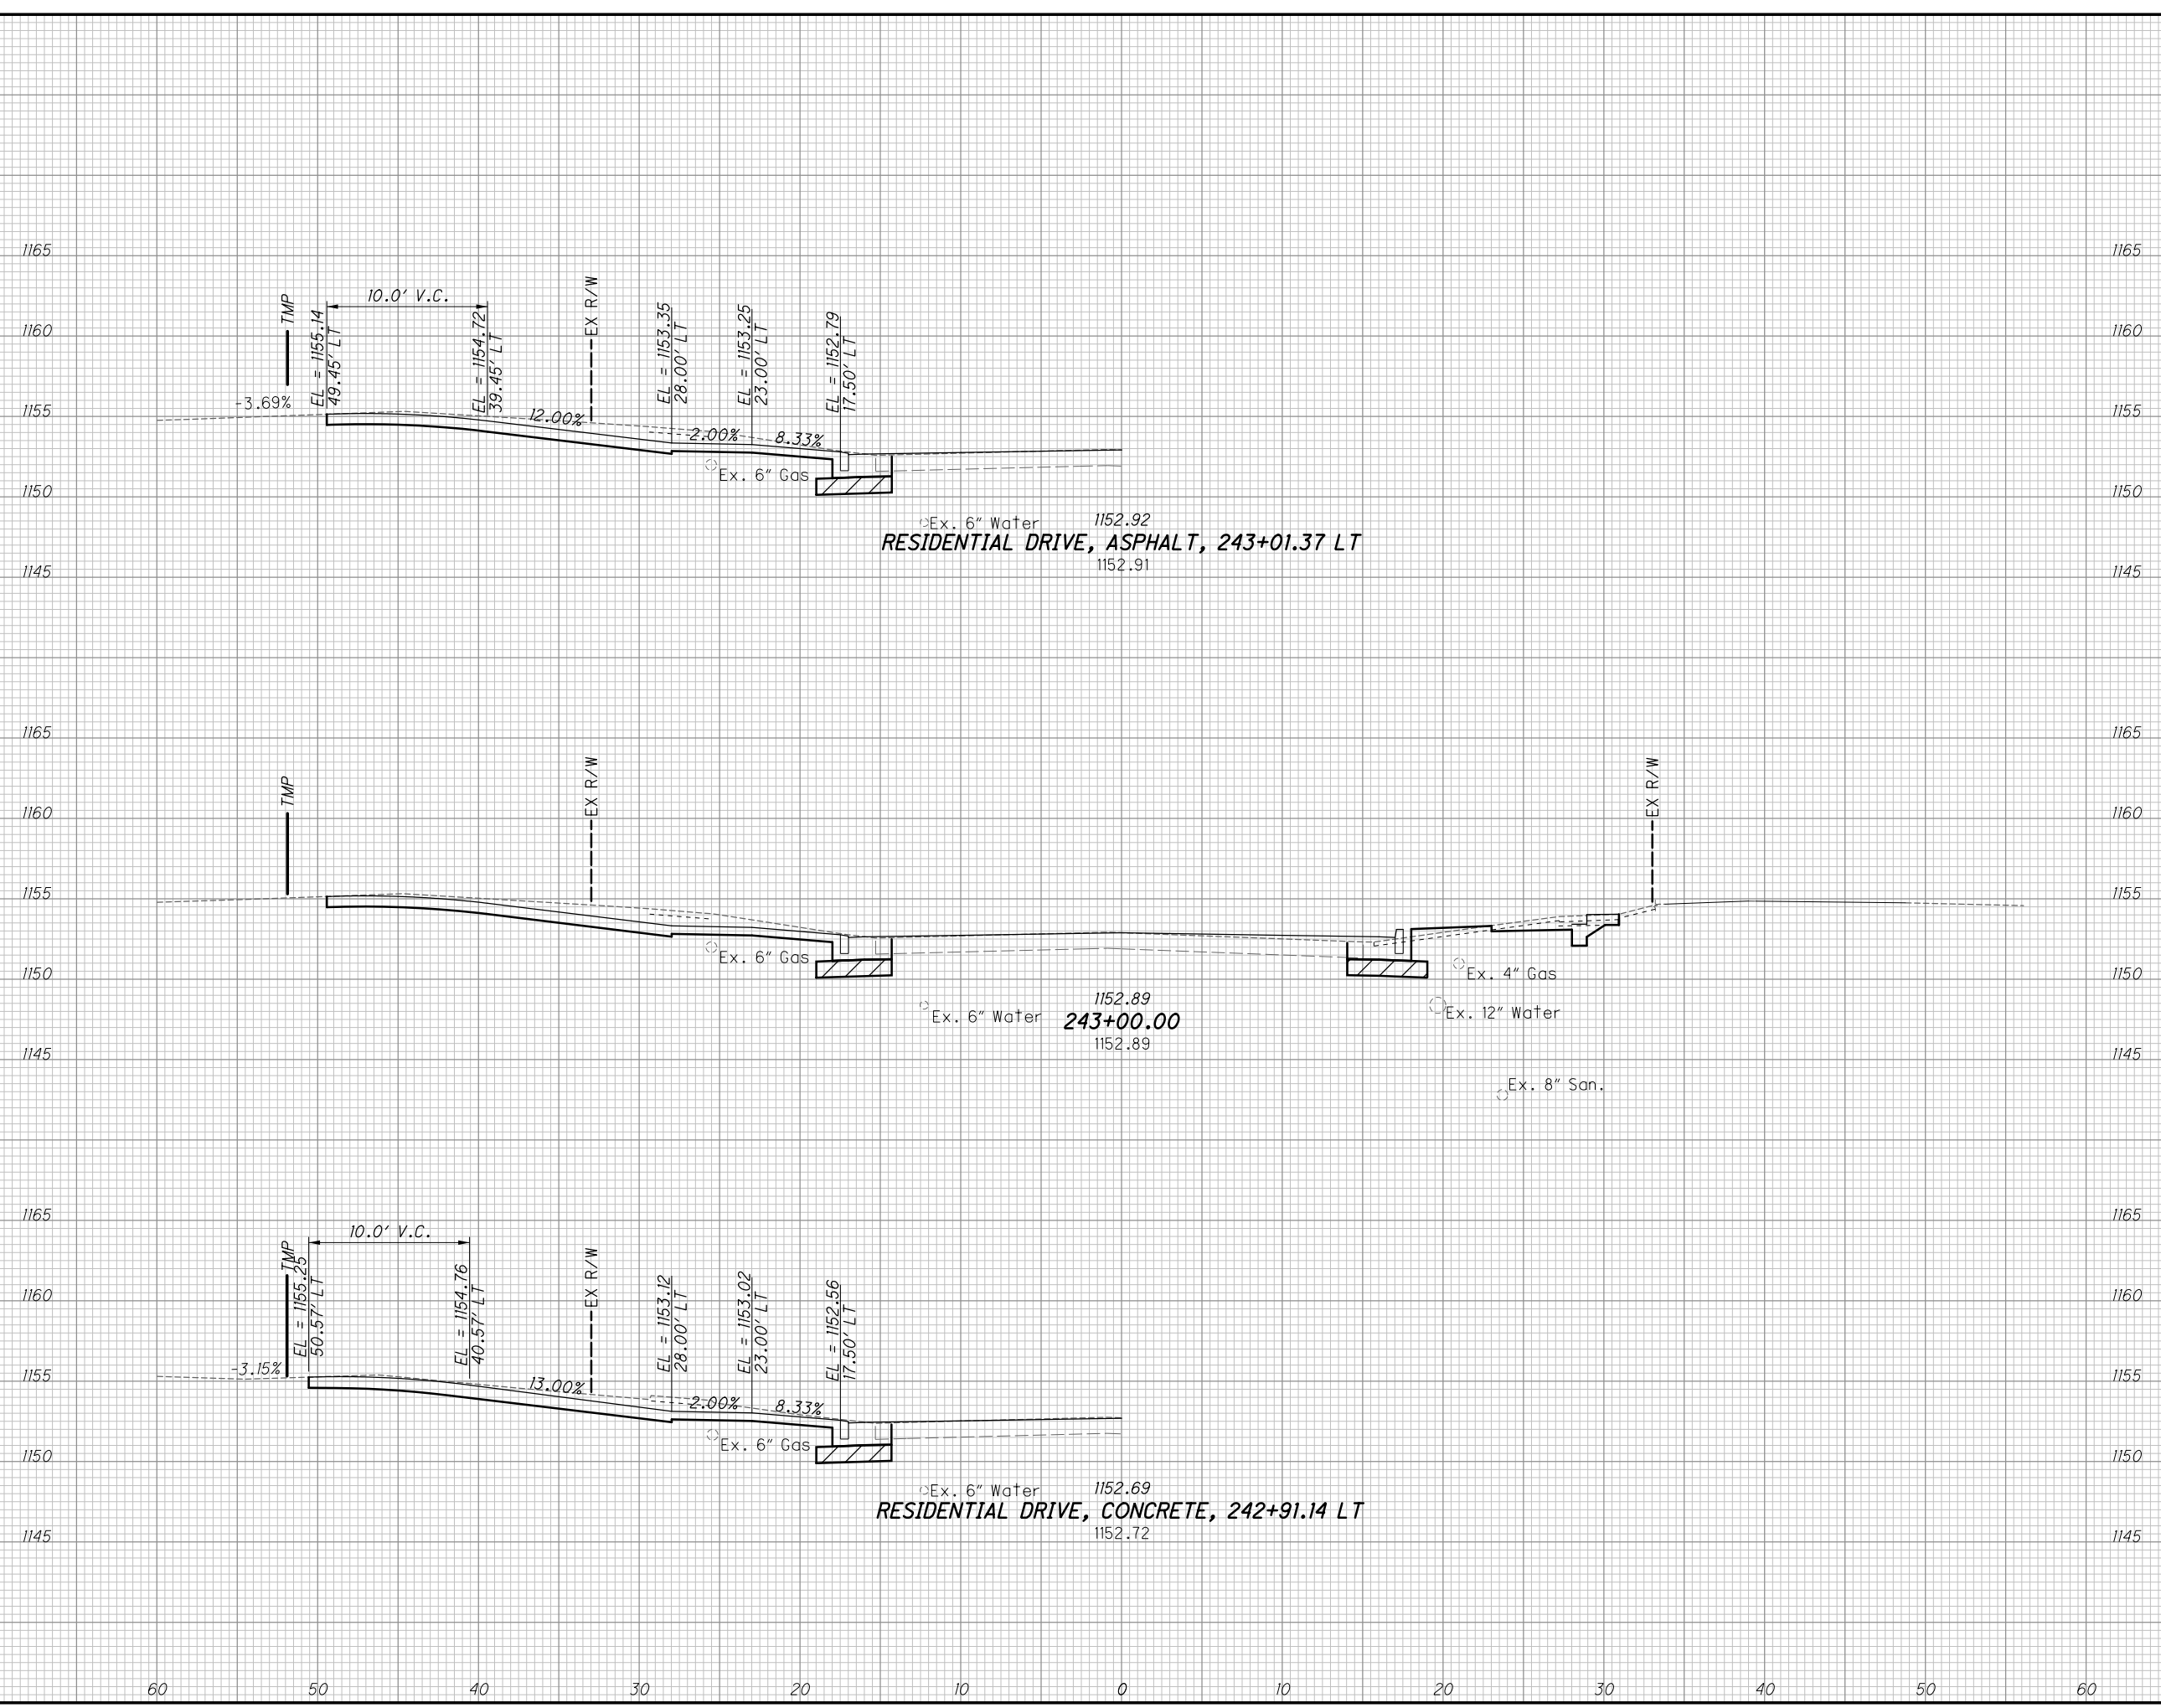 1165
1165
TMP
EL = 1155.14
49.45' LT
10.0' V.C.
EL = 1154.72
39.45' LT
EX R/W
EL = 1153.35
28.00' LT
EL = 1153.25
23.00' LT
EL = 1152.79
17.50' LT
1160
1160
-3.69%
12.00%
2.00%
8.33%
1155
1155
Ex. 6" Gas
1150
1150
Ex. 6" Water
1152.92
RESIDENTIAL DRIVE, ASPHALT, 243+01.37 LT
1152.91
1145
1145
1165
1165
TMP
EX R/W
EX R/W
1160
1160
1155
1155
Ex. 6" Gas
Ex. 4" Gas
1150
1150
Ex. 6" Water
1152.89
243+00.00
1152.89
Ex. 12" Water
1145
1145
Ex. 8" San.
1165
1165
TMP
EL = 1155.25
50.57' LT
10.0' V.C.
EL = 1154.76
40.57' LT
EX R/W
EL = 1153.12
28.00' LT
EL = 1153.02
23.00' LT
EL = 1152.56
17.50' LT
1160
1160
-3.15%
13.00%
2.00%
8.33%
1155
1155
Ex. 6" Gas
1150
1150
Ex. 6" Water
1152.69
RESIDENTIAL DRIVE, CONCRETE, 242+91.14 LT
1152.72
1145
1145
60 50 40 30 20 10 0 10 20 30 40 50 60